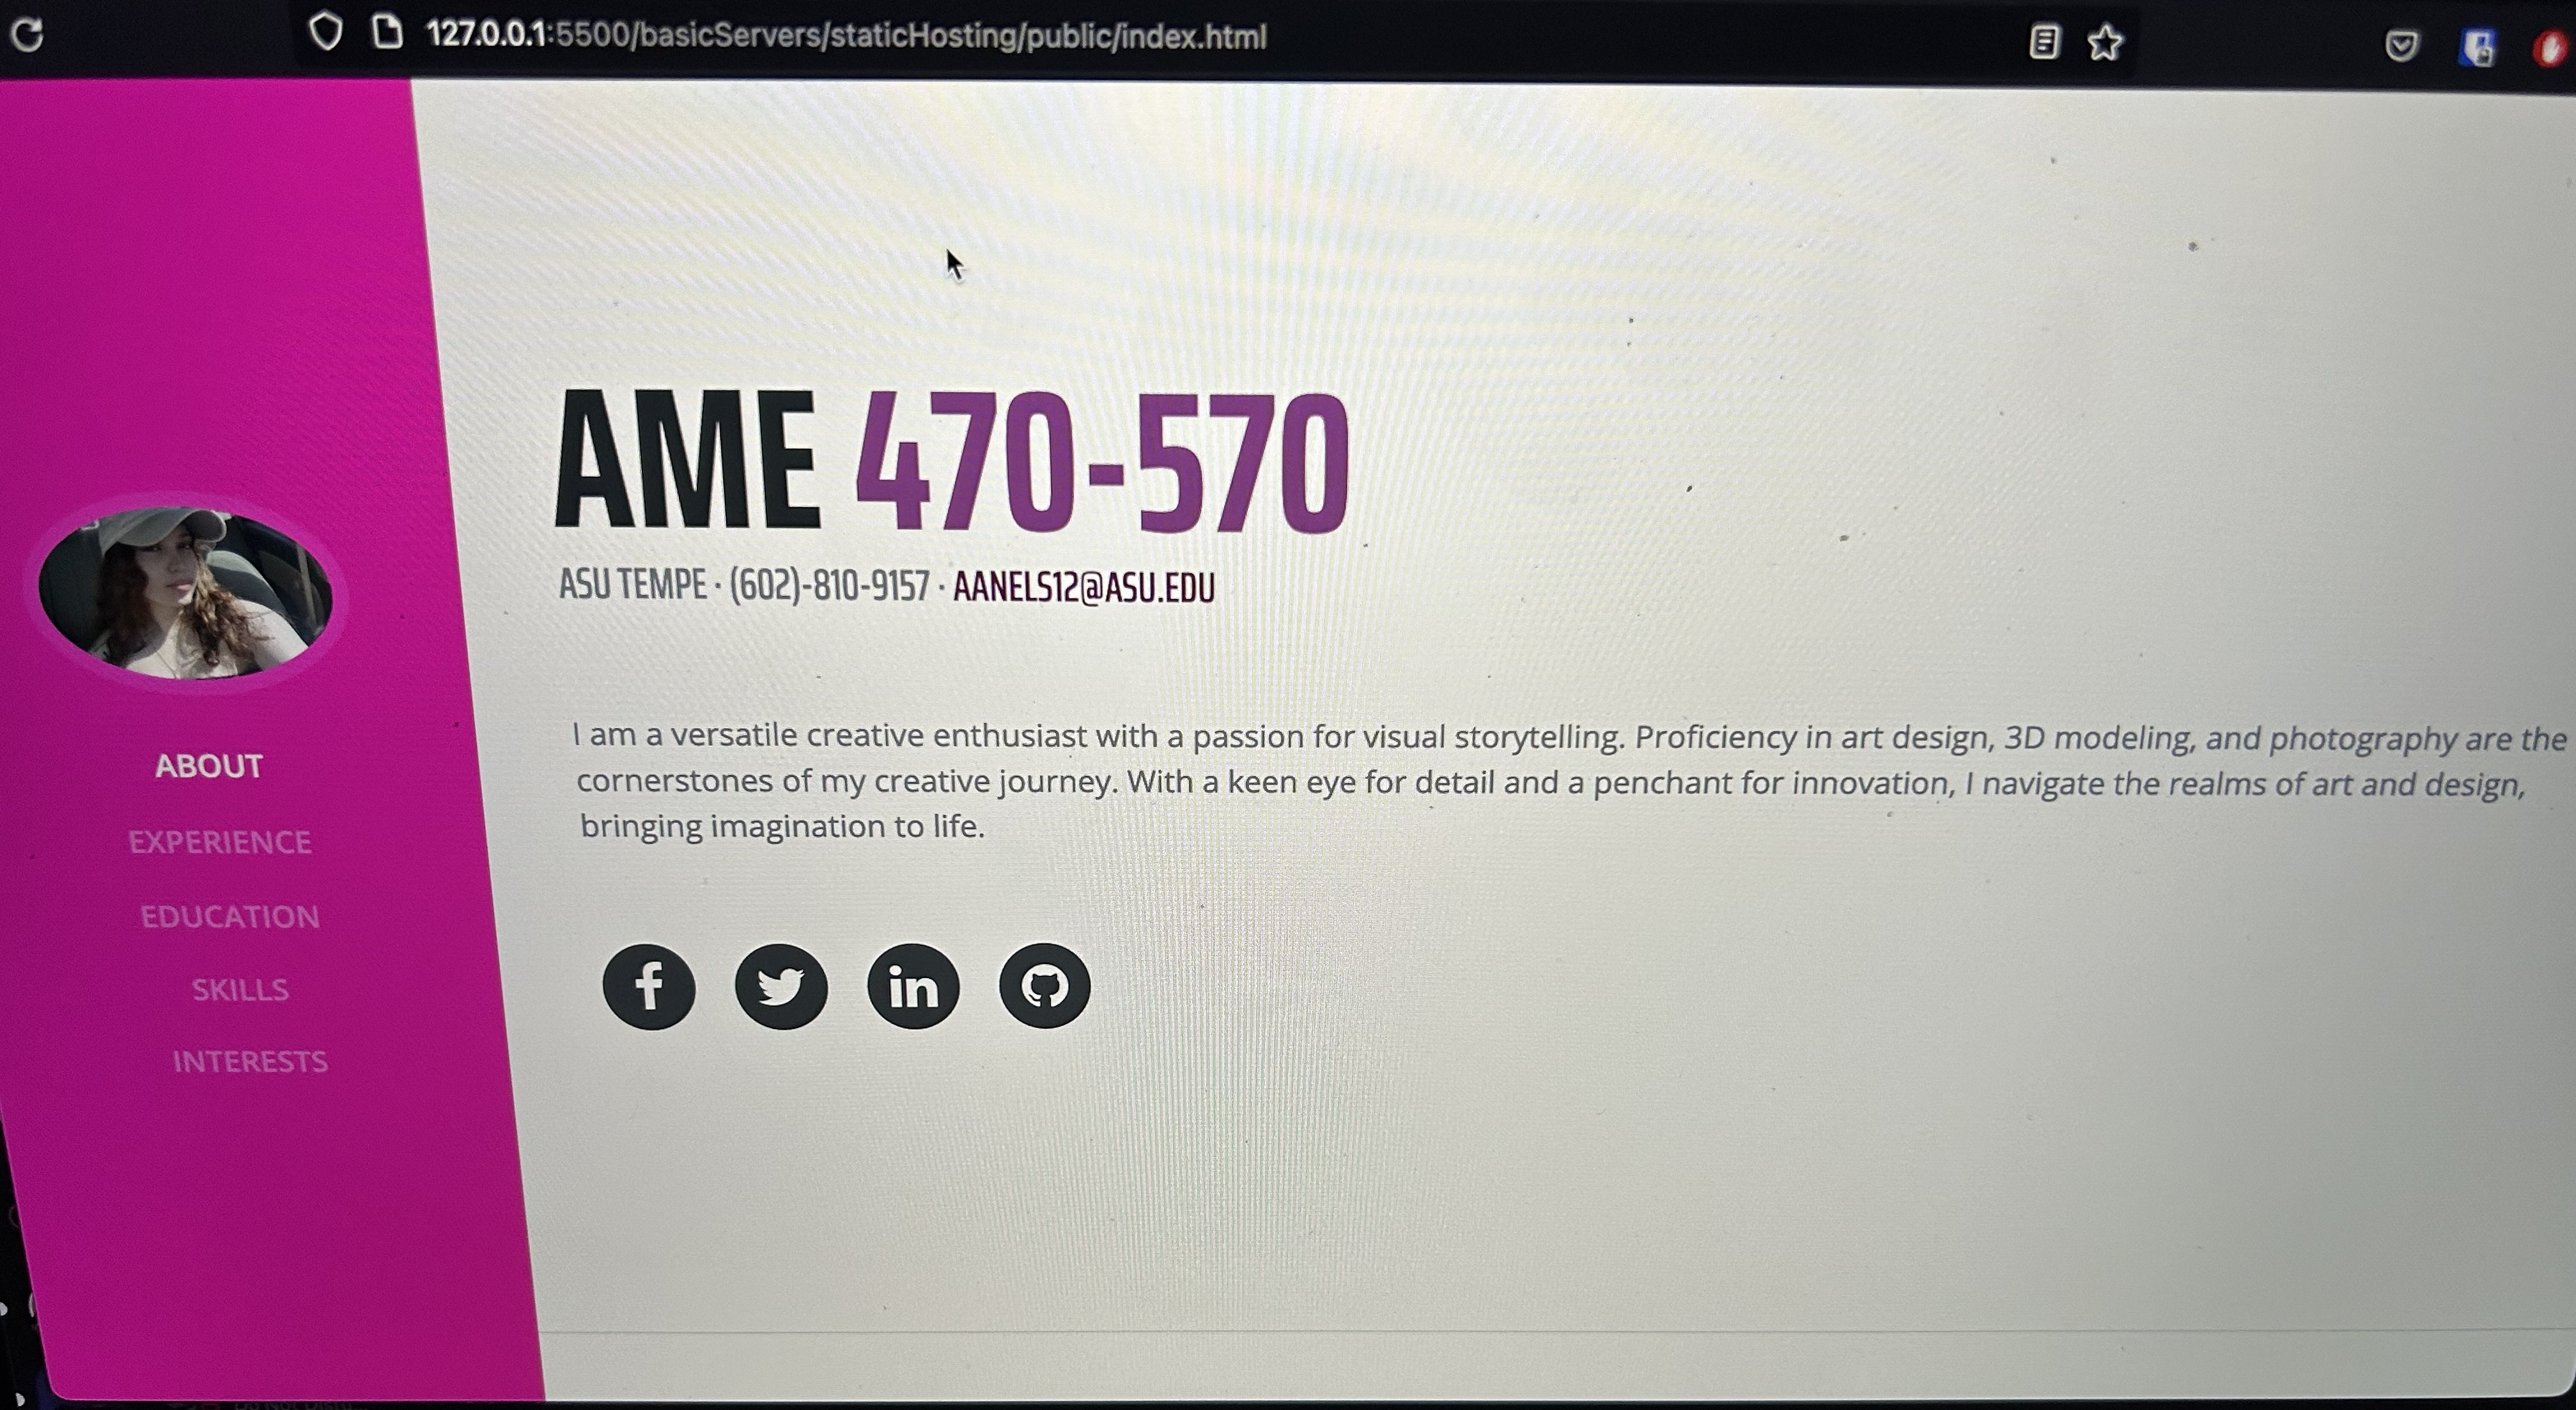 127.0.0.1:5500/basicServers/staticHosting/public/index.html
AME 470-570
ASU TEMPE · (602)-810-9157 · AANELS12@ASU.EDU
I am a versatile creative enthusiast with a passion for visual storytelling. Proficiency in art design, 3D modeling, and photography are the
cornerstones of my creative journey. With a keen eye for detail and a penchant for innovation, I navigate the realms of art and design,
bringing imagination to life.
ABOUT
EXPERIENCE
EDUCATION
SKILLS
INTERESTS
f
in